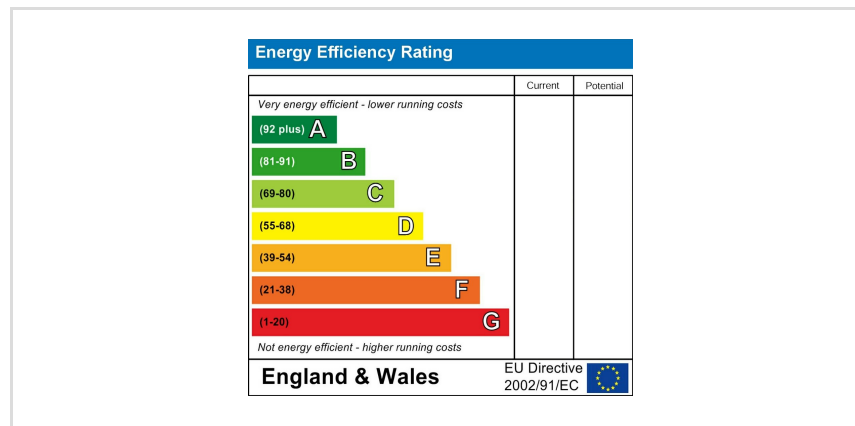 Energy Efficiency Rating
Current Potential
Very energy efficient - lower running costs
(92 plus) A
(81-91) B
(69-80) C
(55-68) D
(39-54) E
(21-38) F
(1-20) G
Not energy efficient - higher running costs
England & Wales
EU Directive
2002/91/EC